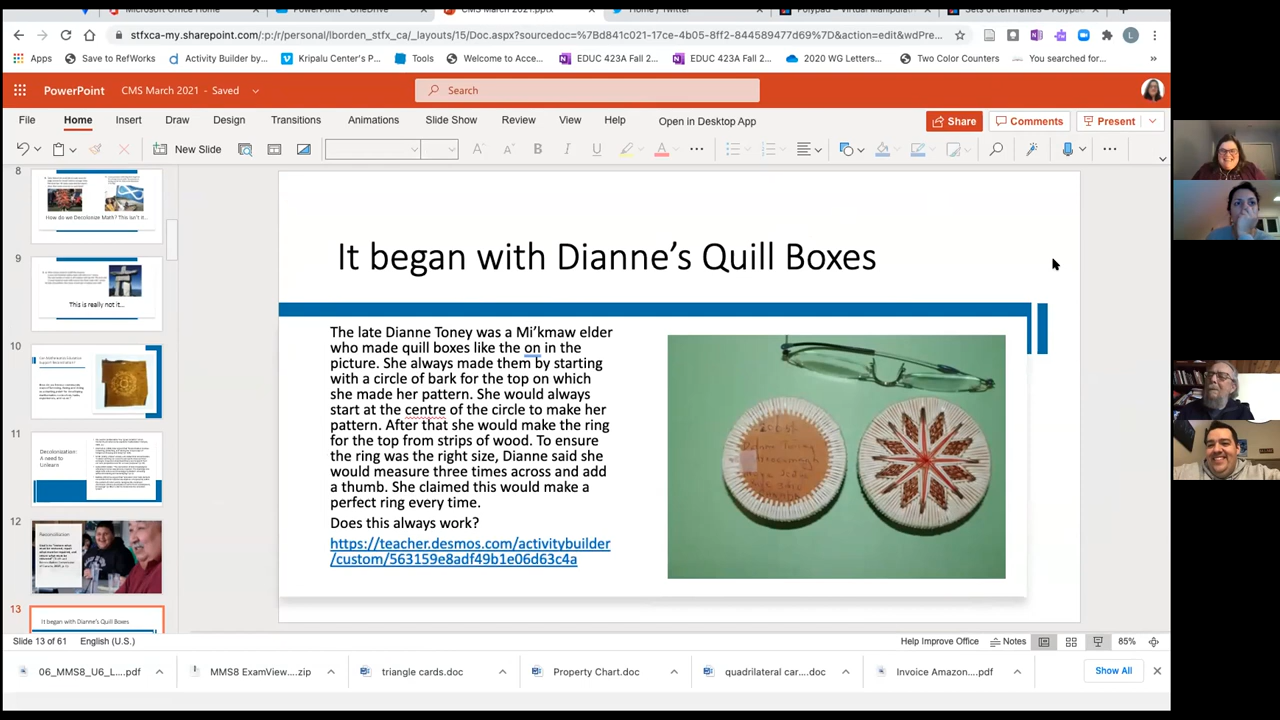 Microsoft Office Home
PowerPoint - OneDrive
CMS March 2021.pptx
Home / Twitter
Polypad – Virtual Manipulat
Sets of ten frames – Polypa
stfxca-my.sharepoint.com/:p:/r/personal/lborden_stfx_ca/_layouts/15/Doc.aspx?sourcedoc=%7Bd841c021-17ce-4b05-8ff2-844589477d69%7D&action=edit&wdPre...
L
Apps
Save to RefWorks
Activity Builder by...
Kripalu Center's P...
Tools
Welcome to Acce...
EDUC 423A Fall 2...
EDUC 423A Fall 2...
2020 WG Letters...
Two Color Counters
You searched for...
»
PowerPoint
CMS March 2021 - Saved
Search
File
Home
Insert
Draw
Design
Transitions
Animations
Slide Show
Review
View
Help
Open in Desktop App
Share
Comments
Present
New Slide
B
I
U
A
8
How do we Decolonize Math? This isn't it...
9
This is really not it...
10
11
Decolonization:
A need to
Unlearn
12
Reconciliation
13
It began with Dianne's Quill Boxes
It began with Dianne's Quill Boxes
The late Dianne Toney was a Mi'kmaw elder
who made quill boxes like the on in the
picture. She always made them by starting
with a circle of bark for the top on which
she made her pattern. She would always
start at the centre of the circle to make her
pattern. After that she would make the ring
for the top from strips of wood. To ensure
the ring was the right size, Dianne said she
would measure three times across and add
a thumb. She claimed this would make a
perfect ring every time.
Does this always work?
https://teacher.desmos.com/activitybuilder
/custom/563159e8adf49b1e06d63c4a
Slide 13 of 61
English (U.S.)
Help Improve Office
Notes
85%
06_MMS8_U6_L....pdf
MMS8 ExamView....zip
triangle cards.doc
Property Chart.doc
quadrilateral car....doc
Invoice Amazon....pdf
Show All